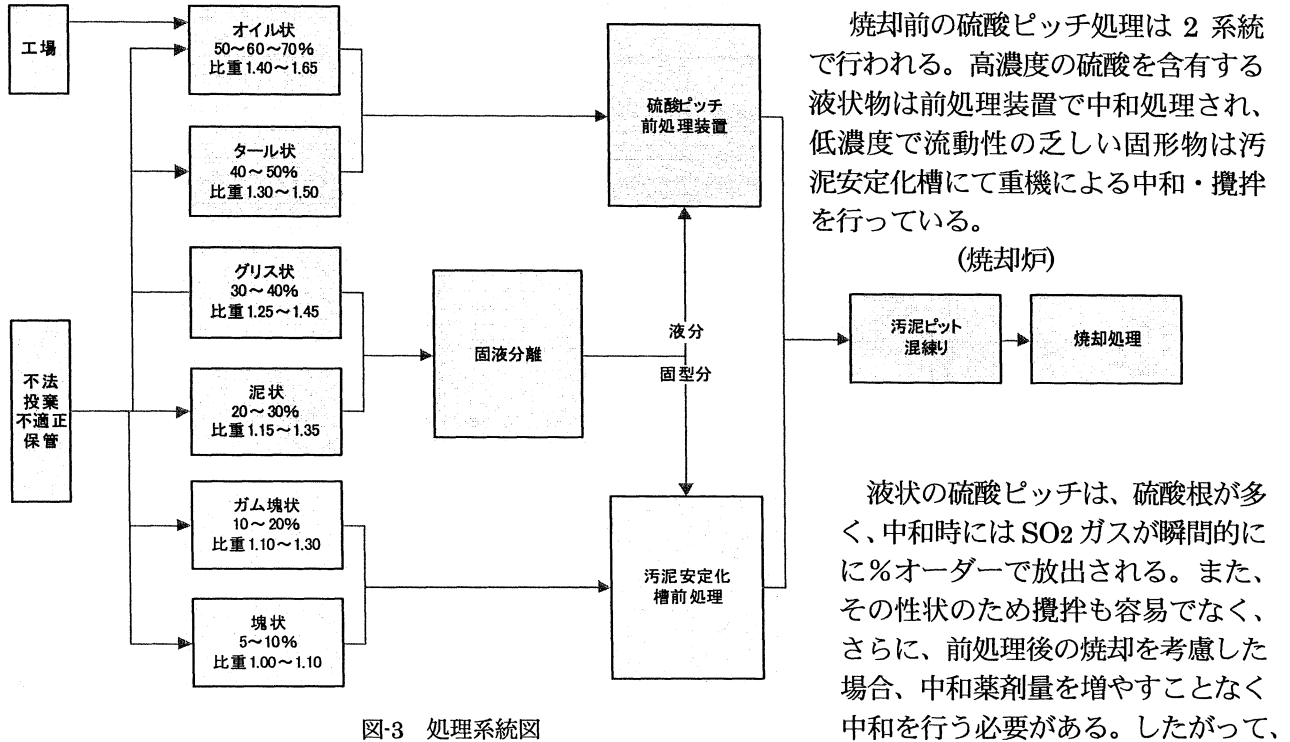 工場
オイル状
50～60～70%
比重1.40～1.65
タール状
40～50%
比重1.30～1.50
グリス状
30～40%
比重1.25～1.45
不法
投棄
不適正
保管
泥状
20～30%
比重1.15～1.35
ガム塊状
10～20%
比重1.10～1.30
塊状
5～10%
比重1.00～1.10
固液分離
硫酸ピッチ
前処理装置
液分
固型分
汚泥安定化
槽前処理
図-3 処理系統図
焼却前の硫酸ピッチ処理は 2 系統
で行われる。高濃度の硫酸を含有する
液状物は前処理装置で中和処理され、
低濃度で流動性の乏しい固形物は汚
泥安定化槽にて重機による中和・攪拌
を行っている。
(焼却炉)
汚泥ピット
混練り
焼却処理
液状の硫酸ピッチは、硫酸根が多
く、中和時には SO2 ガスが瞬間的に
に%オーダーで放出される。また、
その性状のため攪拌も容易でなく、
さらに、前処理後の焼却を考慮した
場合、中和薬剤量を増やすことなく
中和を行う必要がある。したがって、